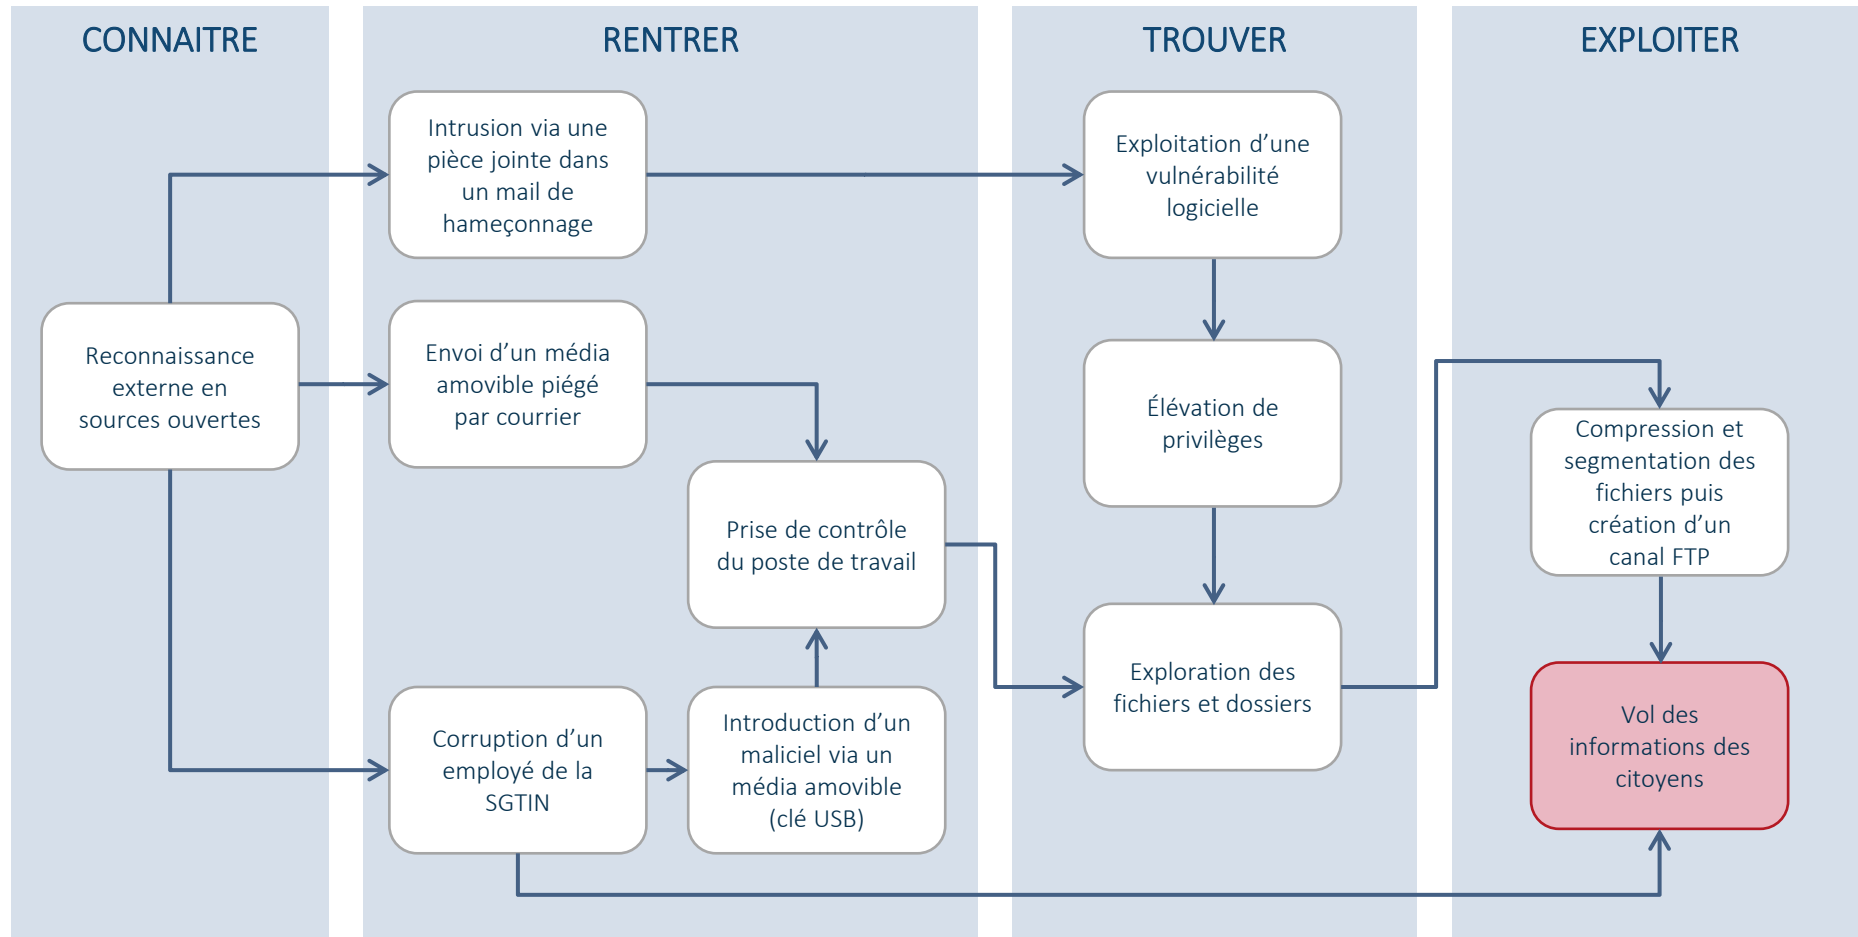 CONNAITRE
RENTRER
TROUVER
EXPLOITER
Reconnaissance
externe en
sources ouvertes
Intrusion via une
pièce jointe dans
un mail de
hameçonnage
Envoi d’un média
amovible piégé
par courrier
Prise de contrôle
du poste de travail
Corruption d’un
employé de la
SGTIN
Introduction d’un
maliciel via un
média amovible
(clé USB)
Exploitation d’une
vulnérabilité
logicielle
Élévation de
privilèges
Exploration des
fichiers et dossiers
Compression et
segmentation des
fichiers puis
création d’un
canal FTP
Vol des
informations des
citoyens